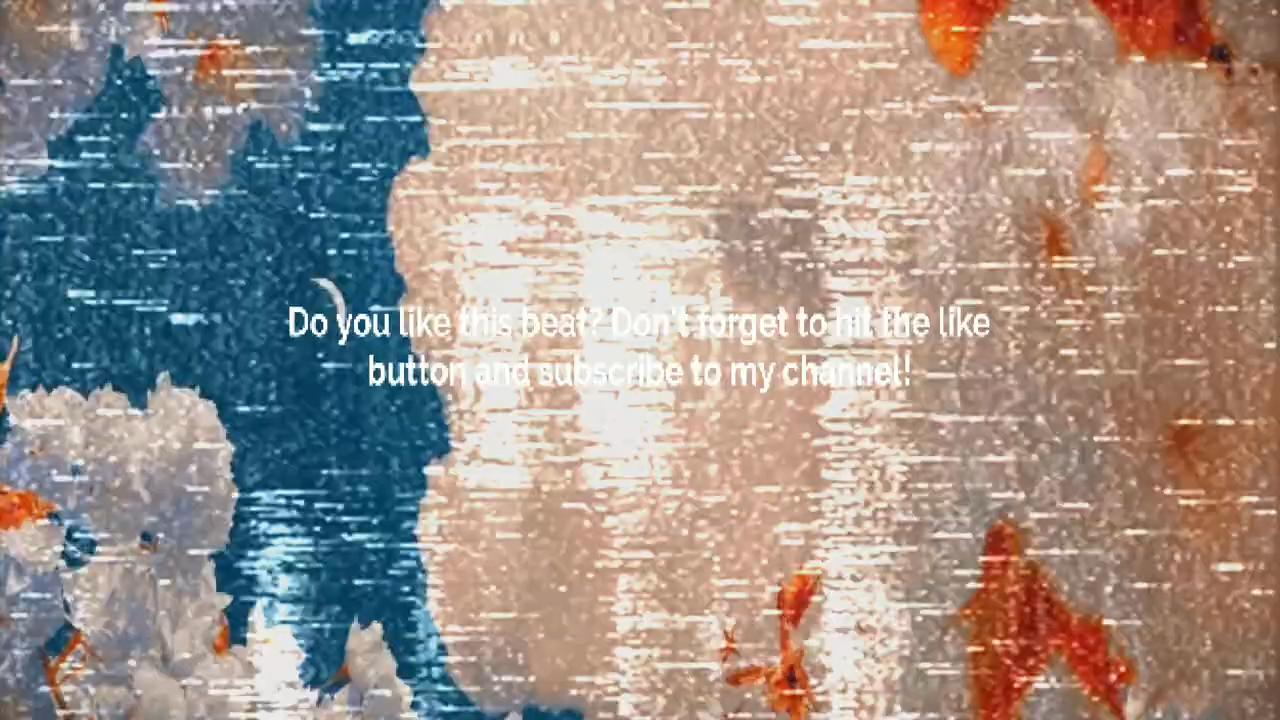 Do you like this beat? Don't forget to hit the like
button and subscribe to my channel!